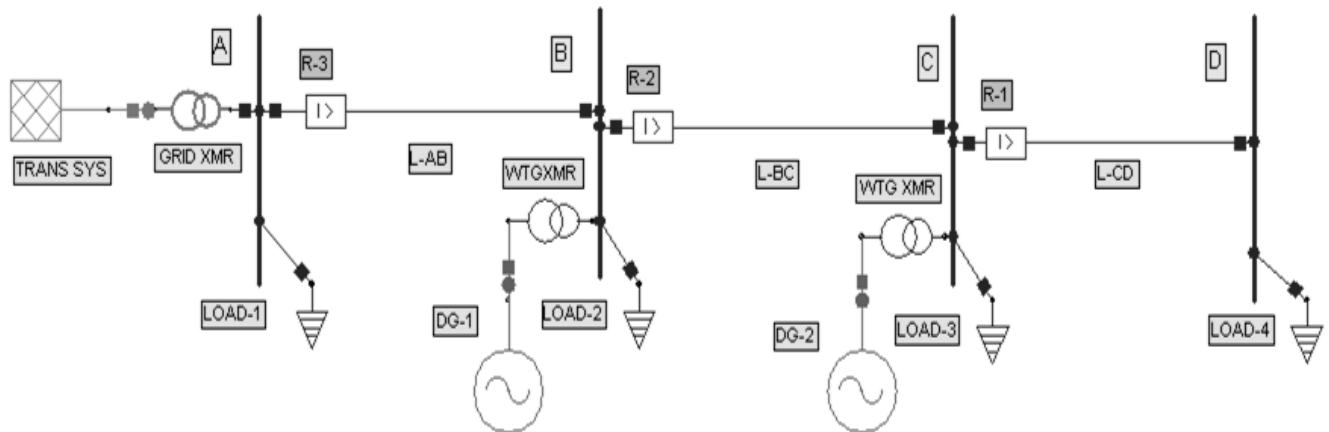 A
B
C
D
R-3
R-2
R-1
I>
I>
I>
TRANS SYS
GRID XMR
L-AB
WTGXMR
L-BC
WTG XMR
L-CD
LOAD-1
DG-1
LOAD-2
DG-2
LOAD-3
LOAD-4